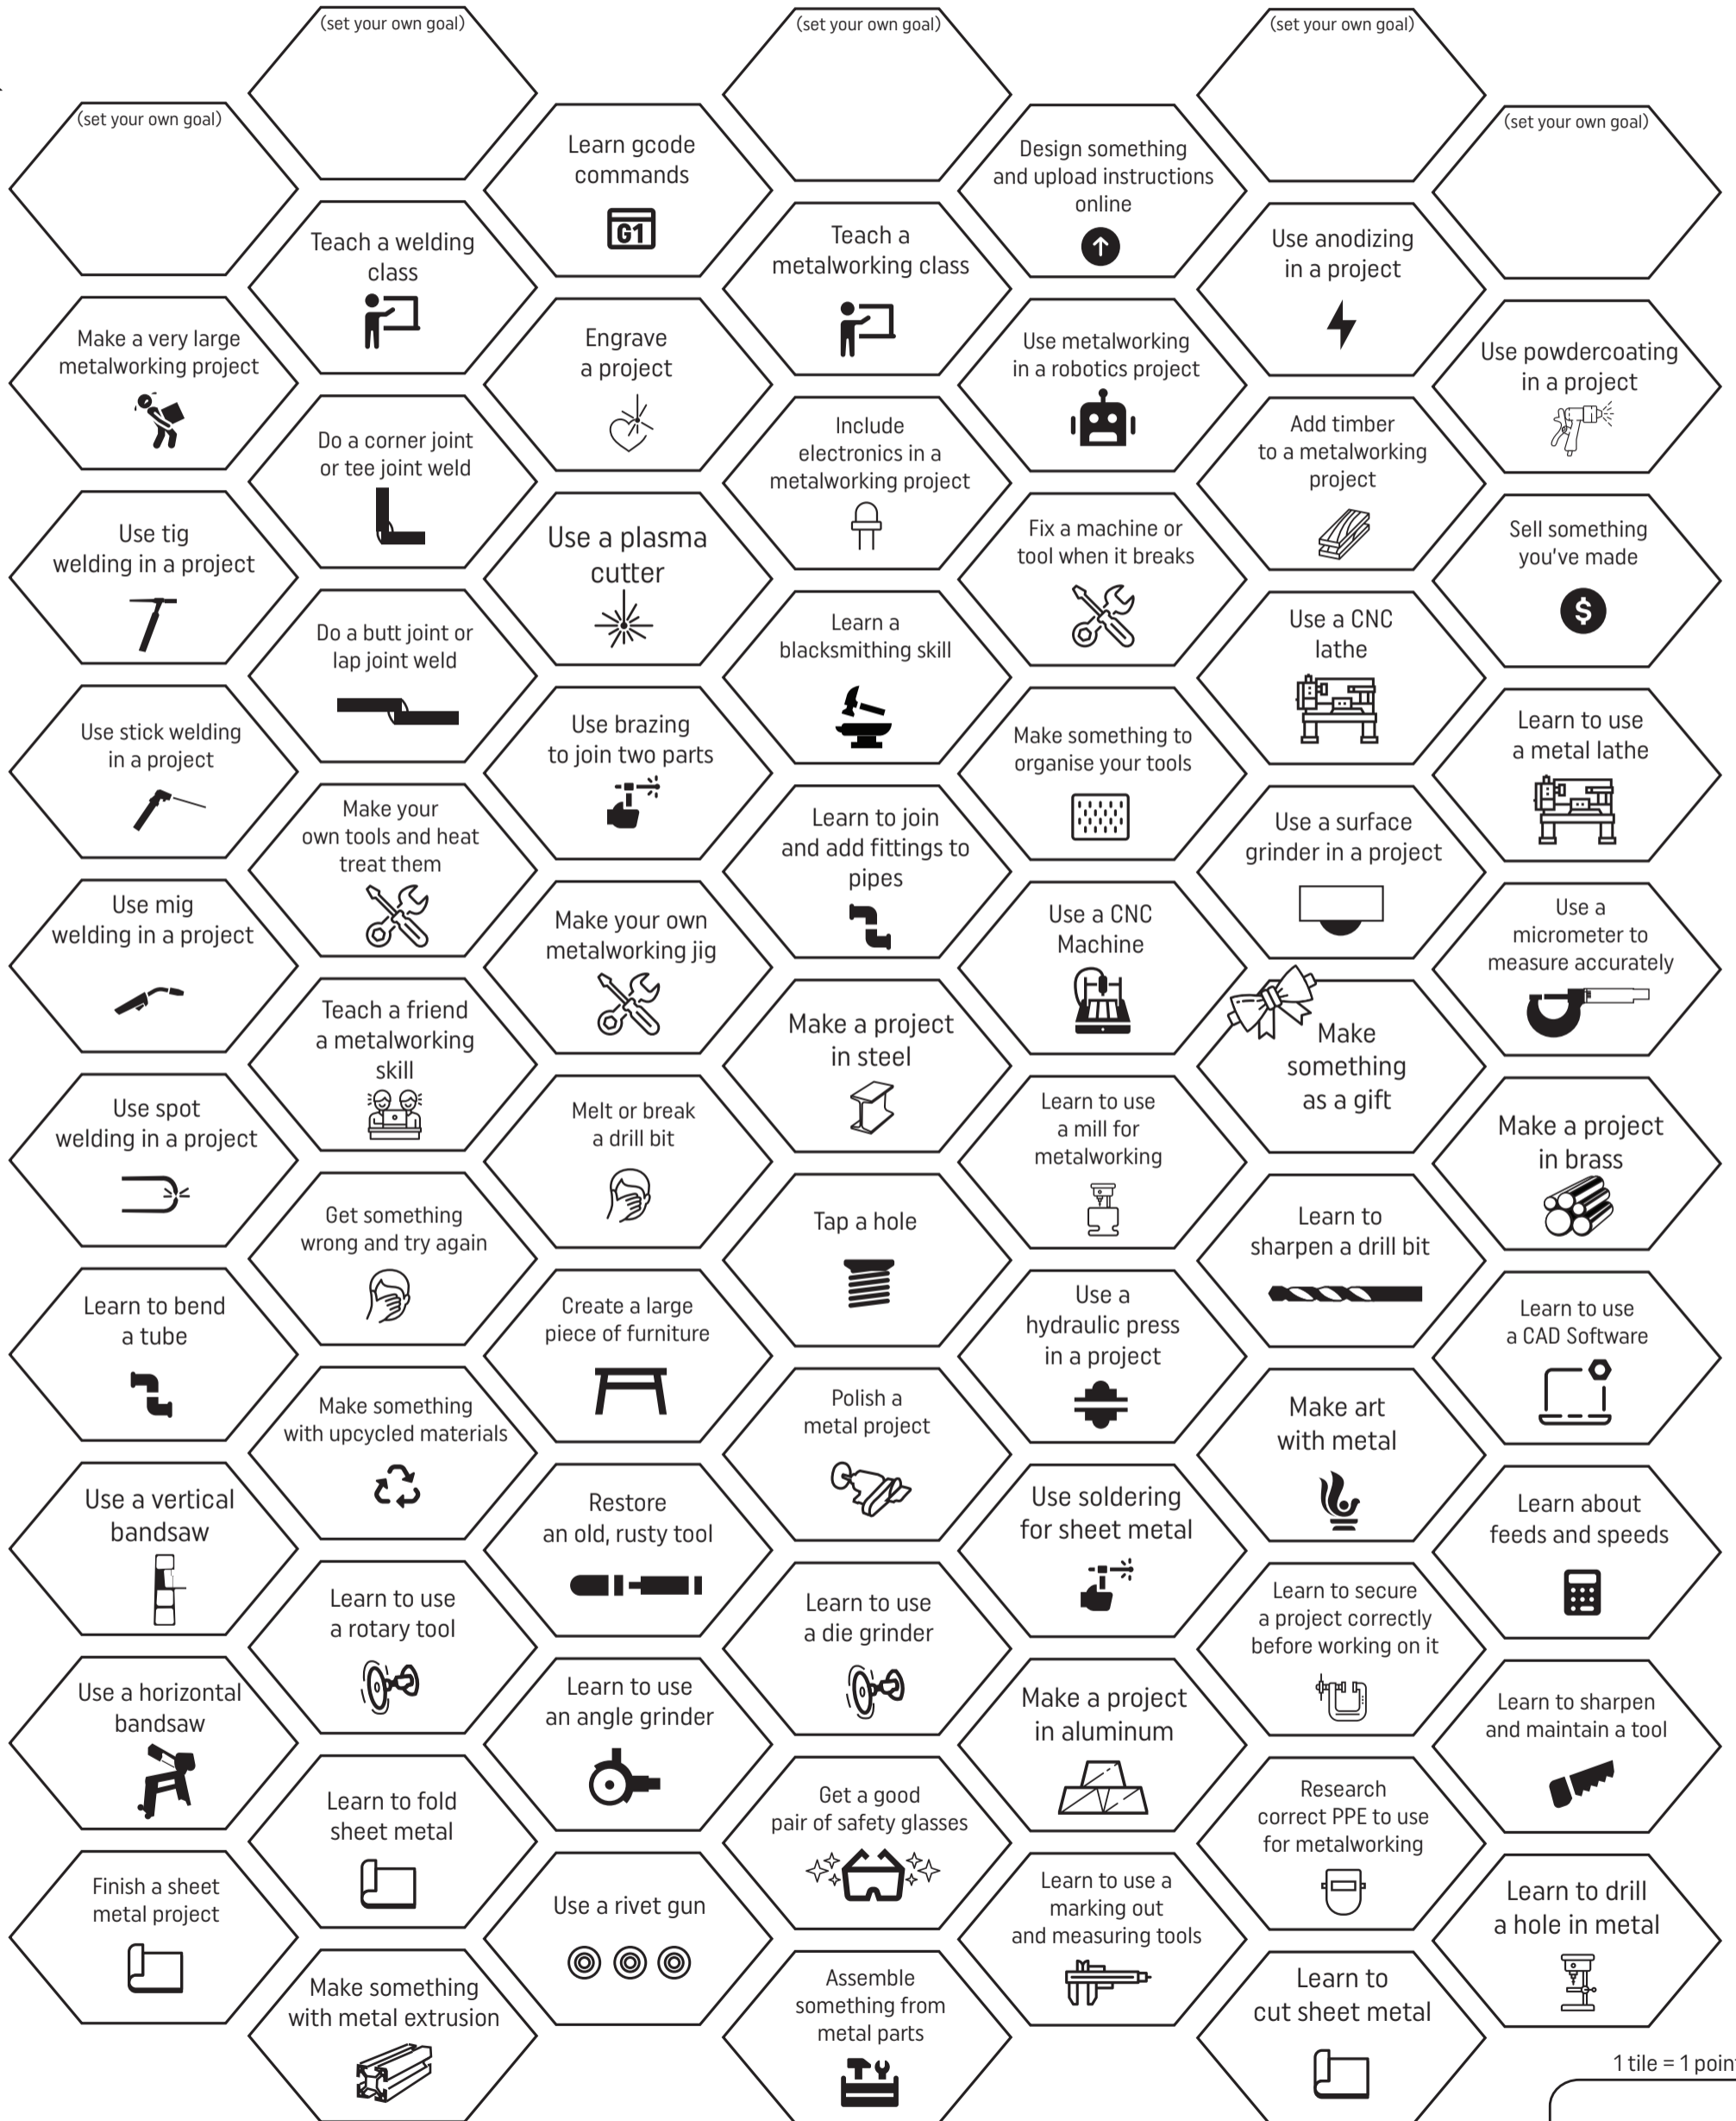 (set your own goal)
(set your own goal)
(set your own goal)
(set your own goal)
Learn gcode
commands
G1
Design something
and upload instructions
online
(set your own goal)
Teach a welding
class
Teach a
metalworking class
Use anodizing
in a project
Make a very large
metalworking project
Engrave
a project
Use metalworking
in a robotics project
Use powdercoating
in a project
Do a corner joint
or tee joint weld
Include
electronics in a
metalworking project
Add timber
to a metalworking
project
Use tig
welding in a project
Use a plasma
cutter
Fix a machine or
tool when it breaks
Sell something
you've made
$
Do a butt joint or
lap joint weld
Learn a
blacksmithing skill
Use a CNC
lathe
Use stick welding
in a project
Use brazing
to join two parts
Make something to
organise your tools
Learn to use
a metal lathe
Make your
own tools and heat
treat them
Learn to join
and add fittings to
pipes
Use a surface
grinder in a project
Use mig
welding in a project
Make your own
metalworking jig
Use a CNC
Machine
Use a
micrometer to
measure accurately
Teach a friend
a metalworking
skill
Make a project
in steel
Make
something
as a gift
Use spot
welding in a project
Melt or break
a drill bit
Learn to use
a mill for
metalworking
Make a project
in brass
Get something
wrong and try again
Tap a hole
Learn to
sharpen a drill bit
Learn to bend
a tube
Create a large
piece of furniture
Use a
hydraulic press
in a project
Learn to use
a CAD Software
Make something
with upcycled materials
Polish a
metal project
Make art
with metal
Use a vertical
bandsaw
Restore
an old, rusty tool
Use soldering
for sheet metal
Learn about
feeds and speeds
Learn to use
a rotary tool
Learn to use
a die grinder
Learn to secure
a project correctly
before working on it
Use a horizontal
bandsaw
Learn to use
an angle grinder
Make a project
in aluminum
Learn to sharpen
and maintain a tool
Learn to fold
sheet metal
Get a good
pair of safety glasses
Research
correct PPE to use
for metalworking
Finish a sheet
metal project
Use a rivet gun
Learn to use a
marking out
and measuring tools
Learn to drill
a hole in metal
Make something
with metal extrusion
Assemble
something from
metal parts
Learn to
cut sheet metal
1 tile = 1 point